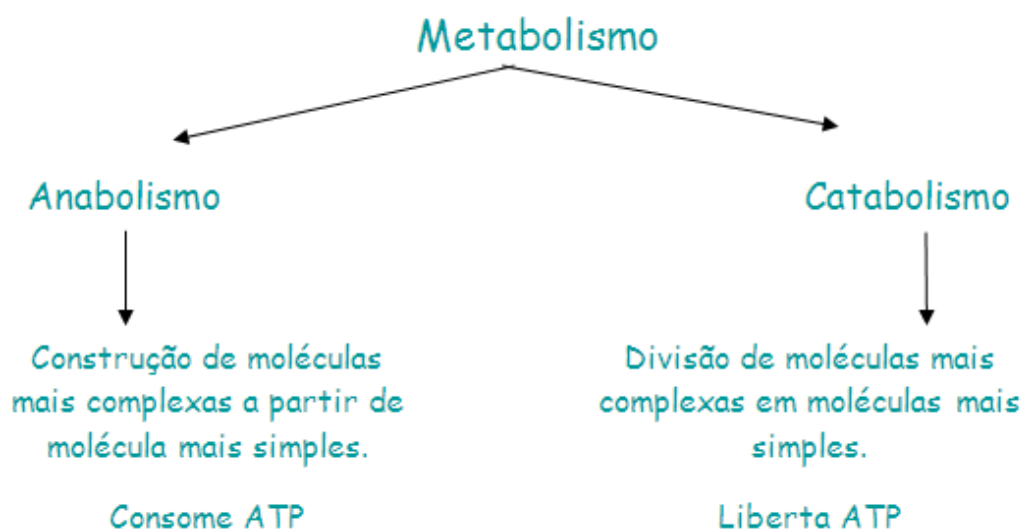 Metabolismo
Anabolismo
Catabolismo
Construção de moléculas
mais complexas a partir de
molécula mais simples.
Consome ATP
Divisão de moléculas mais
complexas em moléculas mais
simples.
Liberta ATP